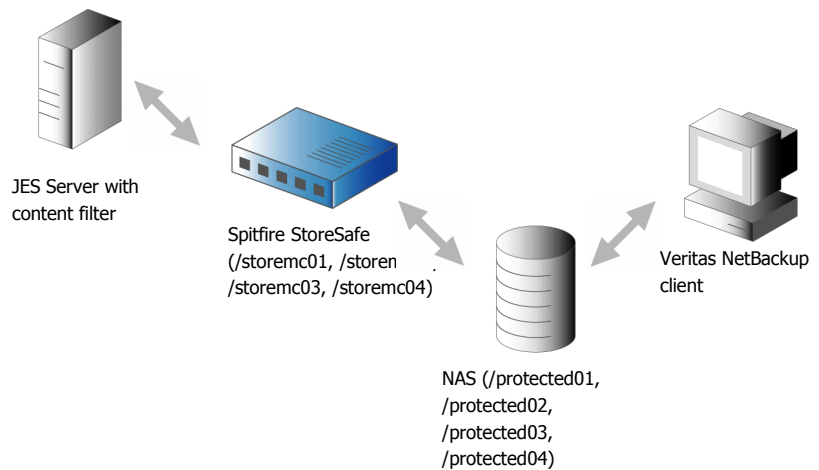 JES Server with
content filter
Spitfire StoreSafe
(/storemc01,
/storemc03, /storemc04)
NAS (/protected01,
/protected02,
/protected03,
/protected04)
Veritas NetBackup
client